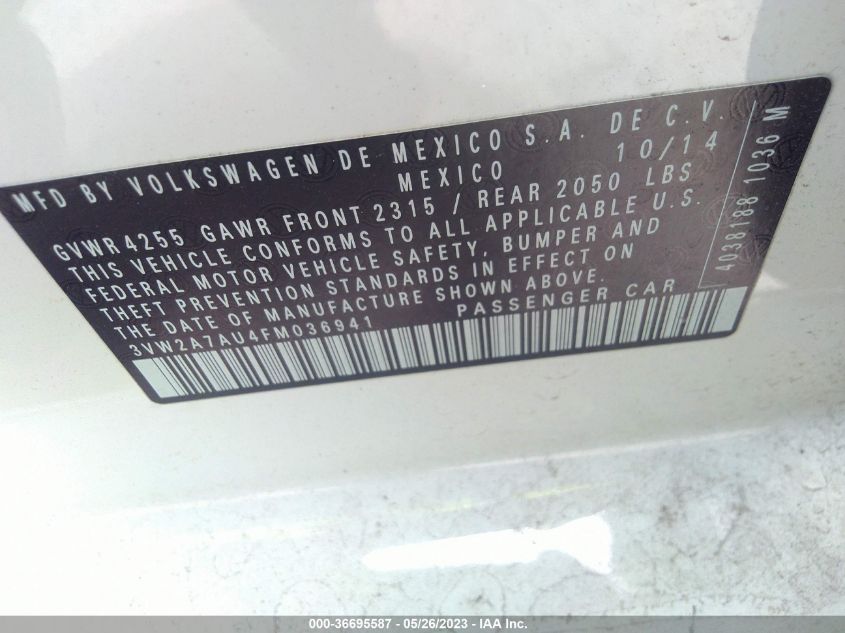 MFD BY VOLKSWAGEN DE MEXICO S.A. DE C.V.
MEXICO 10/14
GVWR 4255 GAWR FRONT 2315 / REAR 2050 LBS
THIS VEHICLE CONFORMS TO ALL APPLICABLE U.S.
FEDERAL MOTOR VEHICLE SAFETY, BUMPER AND
THEFT PREVENTION STANDARDS IN EFFECT ON
THE DATE OF MANUFACTURE SHOWN ABOVE.
3VW2A7AU4FM036941 PASSENGER CAR
4038188 1036 M
000-36695587 - 05/26/2023 - IAA Inc.